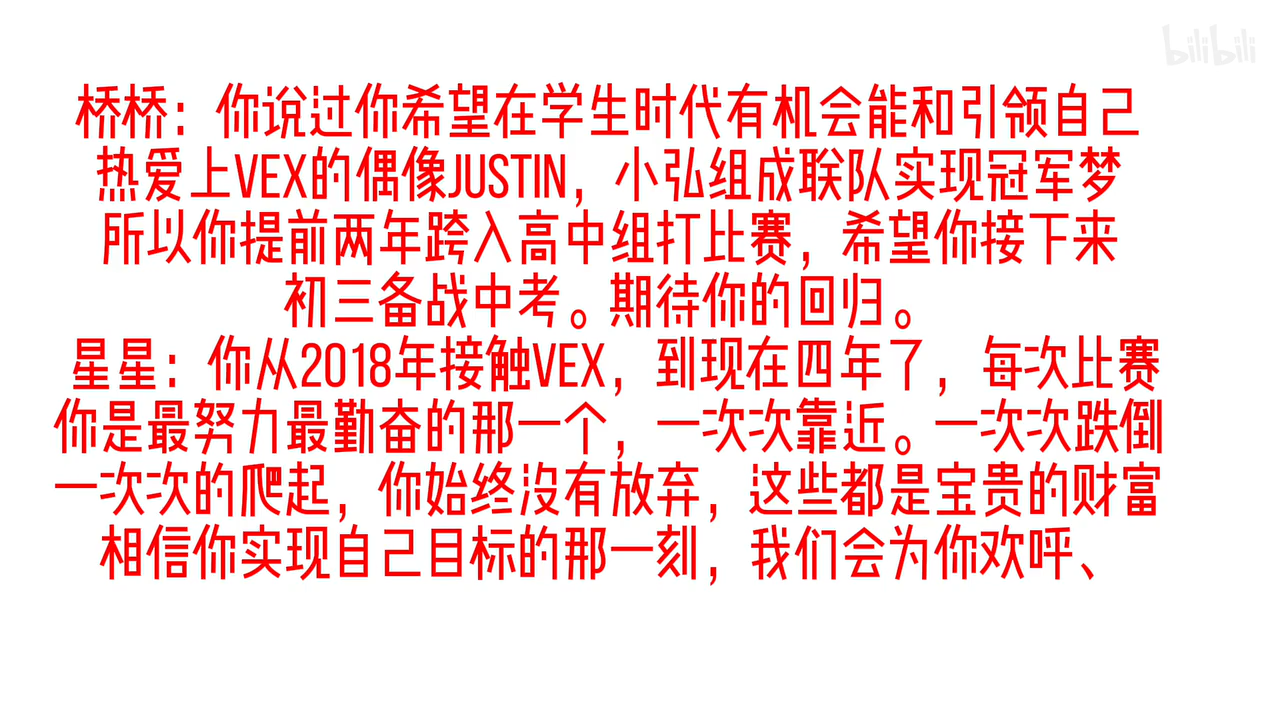 bilibili
桥桥：你说过你希望在学生时代有机会能和引领自己
热爱上VEX的偶像JUSTIN，小弘组成联队实现冠军梦
所以你提前两年跨入高中组打比赛，希望你接下来
初三备战中考。期待你的回归。
星星：你从2018年接触VEX，到现在四年了，每次比赛
你是最努力最勤奋的那一个，一次次靠近。一次次跌倒
一次次的爬起，你始终没有放弃，这些都是宝贵的财富
相信你实现自己目标的那一刻，我们会为你欢呼、